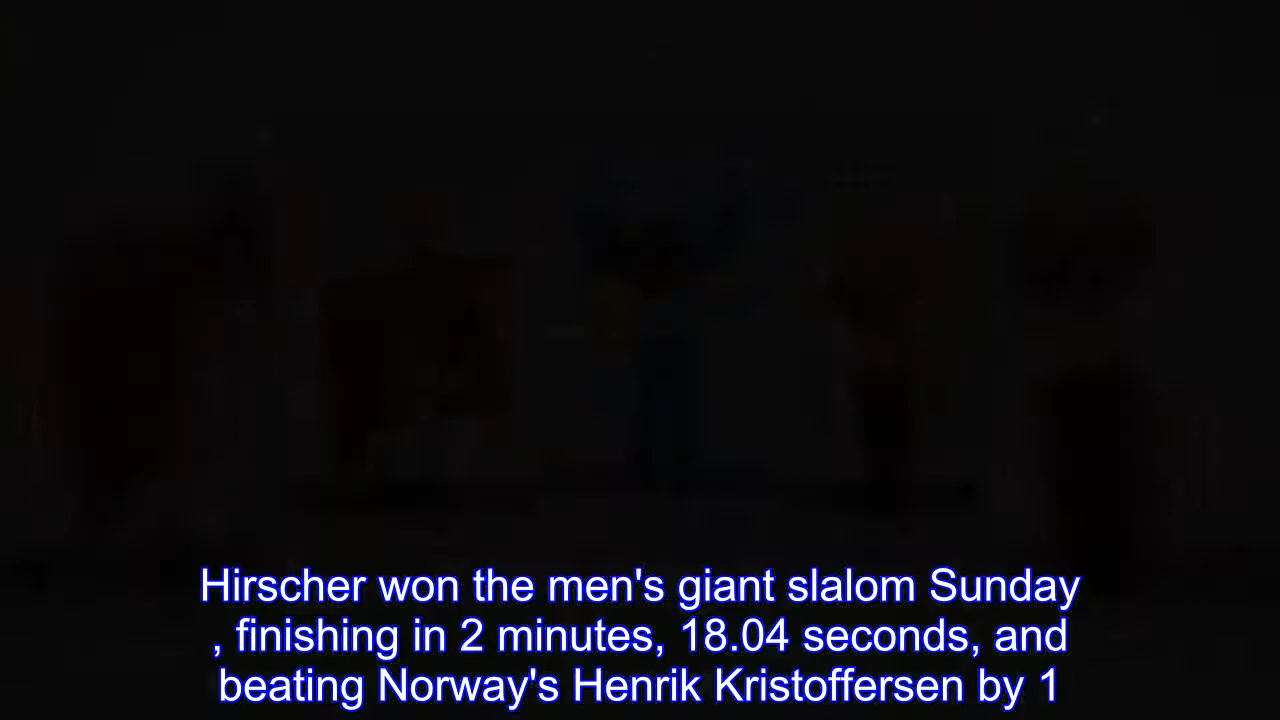 Hirscher won the men's giant slalom Sunday
, finishing in 2 minutes, 18.04 seconds, and
beating Norway's Henrik Kristoffersen by 1